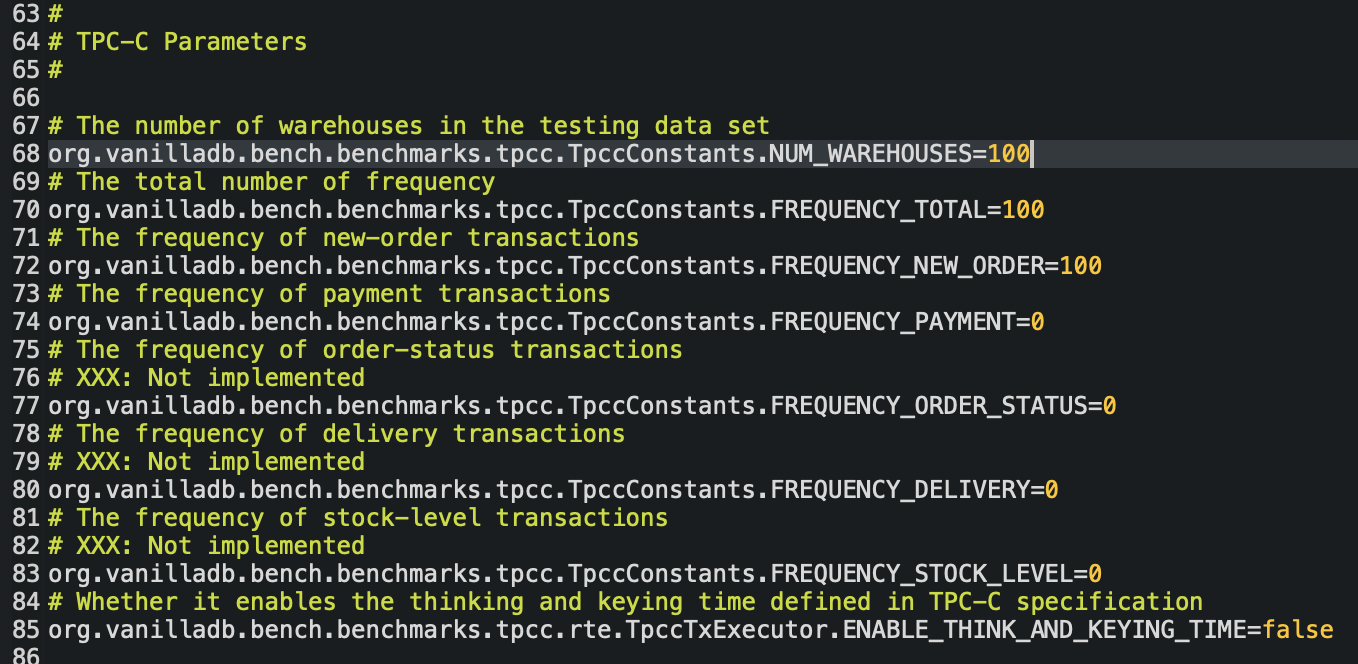 63 #
64 # TPC-C Parameters
65 #
66
67 # The number of warehouses in the testing data set
68 org.vanilladb.bench.benchmarks.tpcc.TpccConstants.NUM_WAREHOUSES=100
69 # The total number of frequency
70 org.vanilladb.bench.benchmarks.tpcc.TpccConstants.FREQUENCY_TOTAL=100
71 # The frequency of new-order transactions
72 org.vanilladb.bench.benchmarks.tpcc.TpccConstants.FREQUENCY_NEW_ORDER=100
73 # The frequency of payment transactions
74 org.vanilladb.bench.benchmarks.tpcc.TpccConstants.FREQUENCY_PAYMENT=0
75 # The frequency of order-status transactions
76 # XXX: Not implemented
77 org.vanilladb.bench.benchmarks.tpcc.TpccConstants.FREQUENCY_ORDER_STATUS=0
78 # The frequency of delivery transactions
79 # XXX: Not implemented
80 org.vanilladb.bench.benchmarks.tpcc.TpccConstants.FREQUENCY_DELIVERY=0
81 # The frequency of stock-level transactions
82 # XXX: Not implemented
83 org.vanilladb.bench.benchmarks.tpcc.TpccConstants.FREQUENCY_STOCK_LEVEL=0
84 # Whether it enables the thinking and keying time defined in TPC-C specification
85 org.vanilladb.bench.benchmarks.tpcc.rte.TpccTxExecutor.ENABLE_THINK_AND_KEYING_TIME=false
86